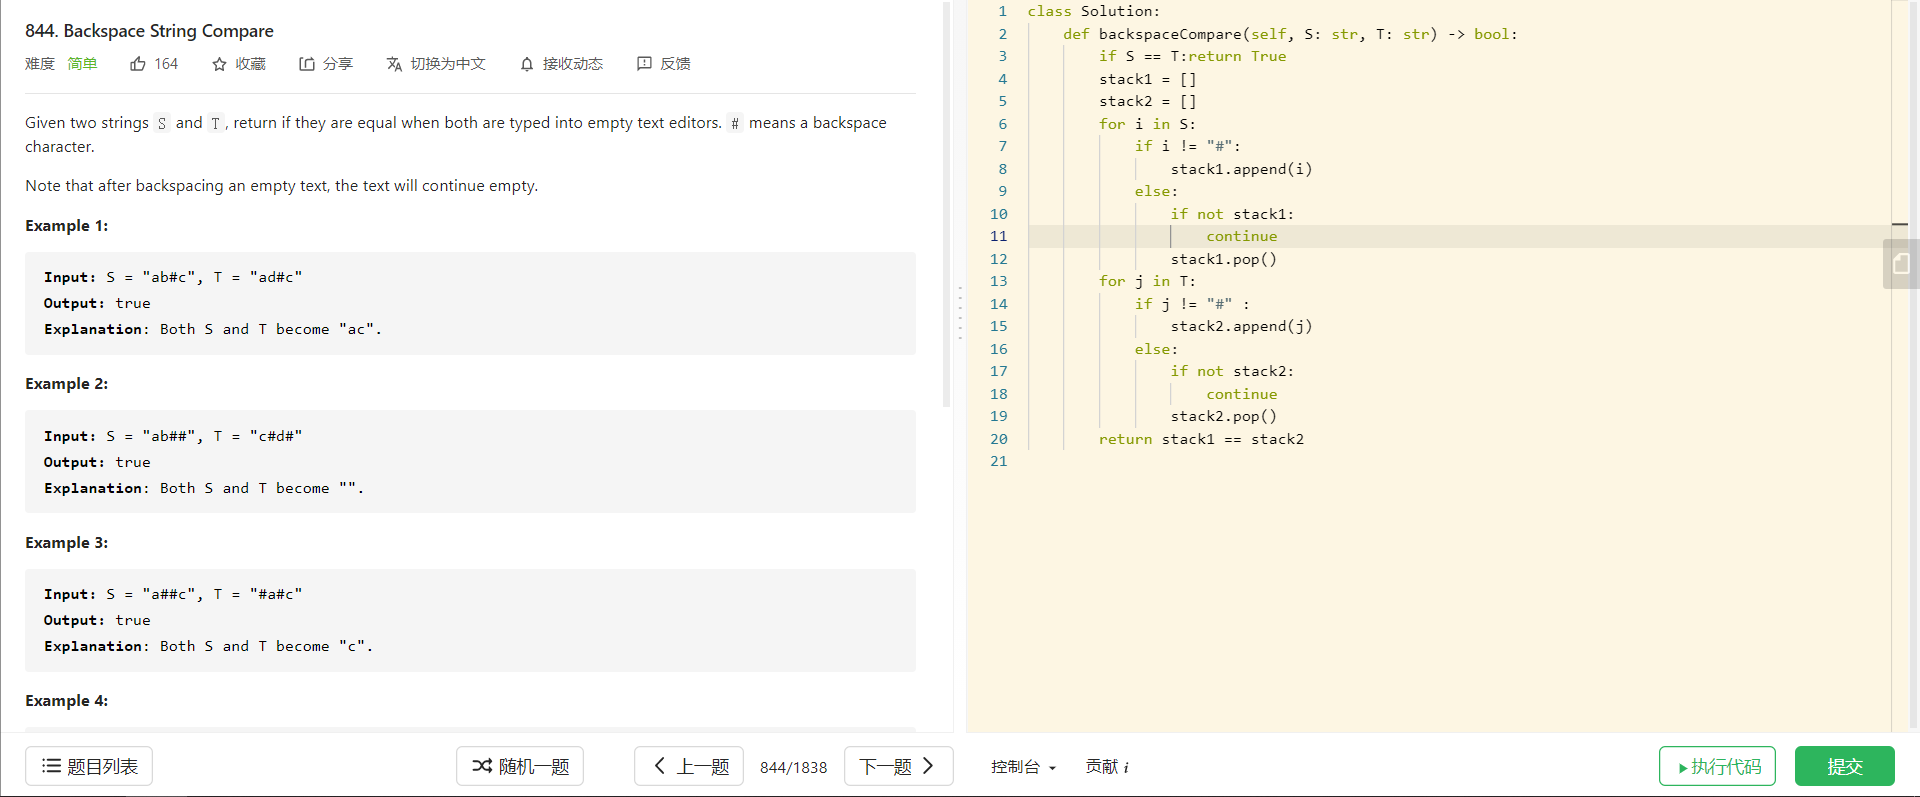 844. Backspace String Compare
难度 简单 164 收藏 分享 切换为中文 接收动态 反馈
Given two strings S and T, return if they are equal when both are typed into empty text editors. # means a backspace
character.
Note that after backspacing an empty text, the text will continue empty.
Example 1:
Input: S = "ab#c", T = "ad#c"
Output: true
Explanation: Both S and T become "ac".
Example 2:
Input: S = "ab##", T = "c#d#"
Output: true
Explanation: Both S and T become "".
Example 3:
Input: S = "a##c", T = "#a#c"
Output: true
Explanation: Both S and T become "c".
Example 4:
题目列表 随机一题 上一题 844/1838 下一题
1 class Solution:
2     def backspaceCompare(self, S: str, T: str) -> bool:
3         if S == T:return True
4         stack1 = []
5         stack2 = []
6         for i in S:
7             if i != "#":
8                 stack1.append(i)
9             else:
10                 if not stack1:
11                     continue
12                 stack1.pop()
13         for j in T:
14             if j != "#" :
15                 stack2.append(j)
16             else:
17                 if not stack2:
18                     continue
19                 stack2.pop()
20         return stack1 == stack2
21
控制台 贡献 i 执行代码 提交